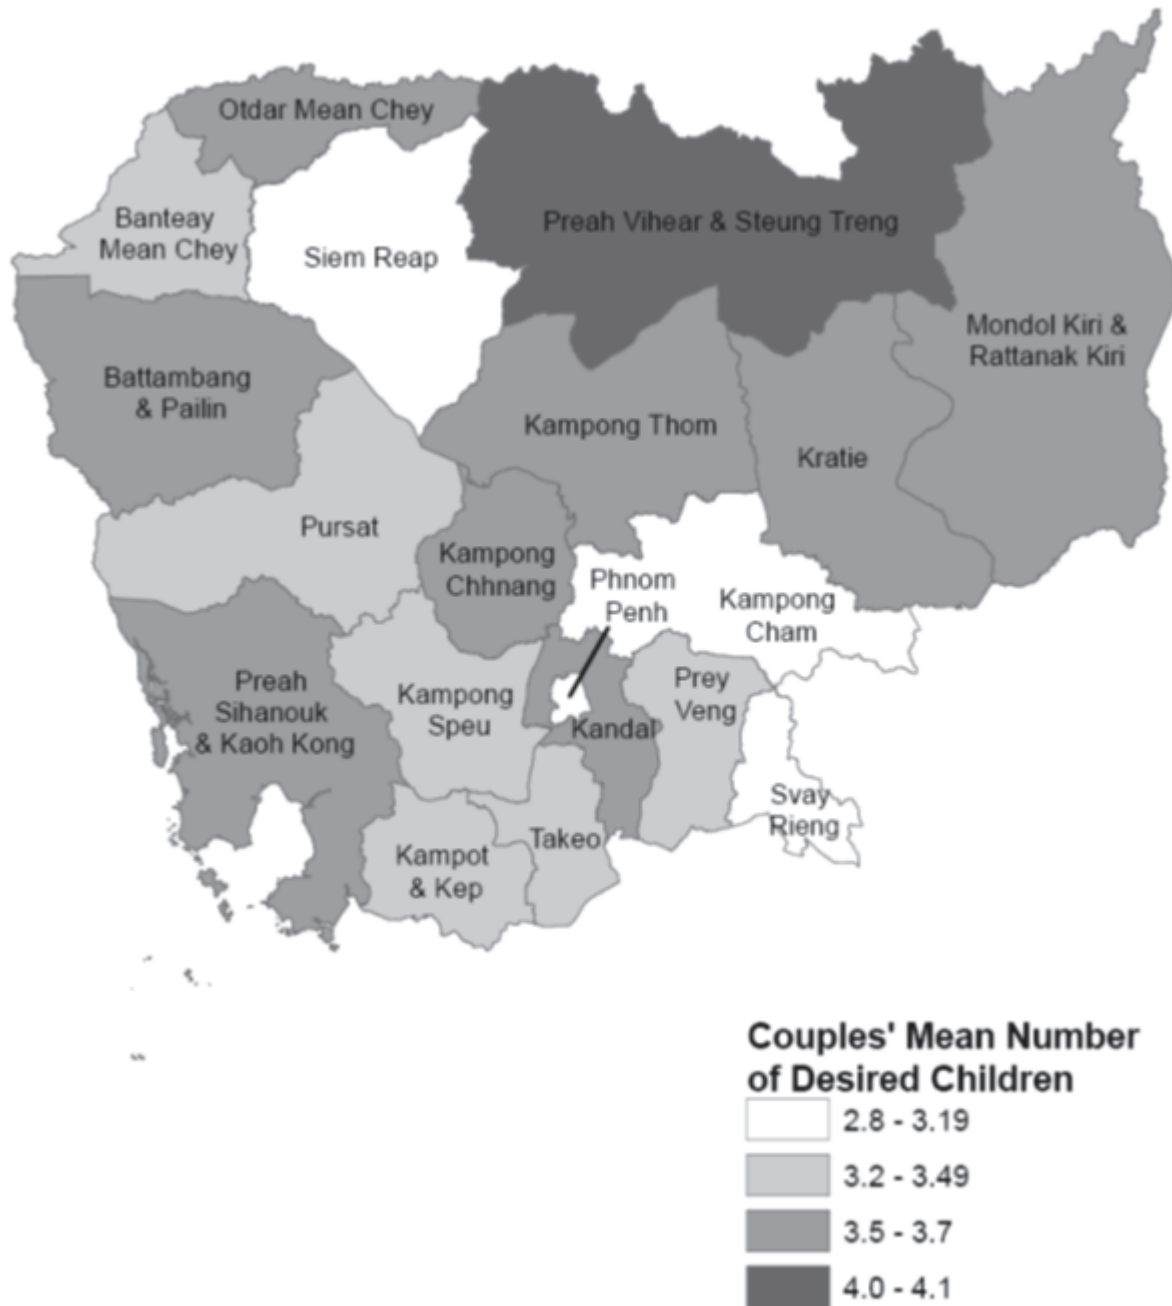 Otdar Mean Chey
Banteay
Mean Chey
Siem Reap
Preah Vihear & Steung Treng
Mondol Kiri &
Rattanak Kiri
Battambang
& Pailin
Kampong Thom
Kratie
Pursat
Kampong
Chhnang
Phnom
Penh
Kampong
Cham
Preah
Sihanouk
& Kaoh Kong
Kampong
Speu
Kandal
Prey
Veng
Svay
Rieng
Takeo
Kampot
& Kep
Couples' Mean Number
of Desired Children
2.8 - 3.19
3.2 - 3.49
3.5 - 3.7
4.0 - 4.1